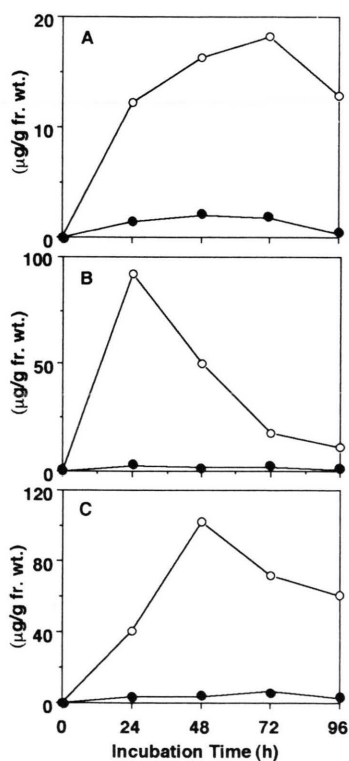 A
20
10
0
(µg/g fr. wt.)
B
100
50
0
(µg/g fr. wt.)
C
120
80
40
0
(µg/g fr. wt.)
0 24 48 72 96
Incubation Time (h)